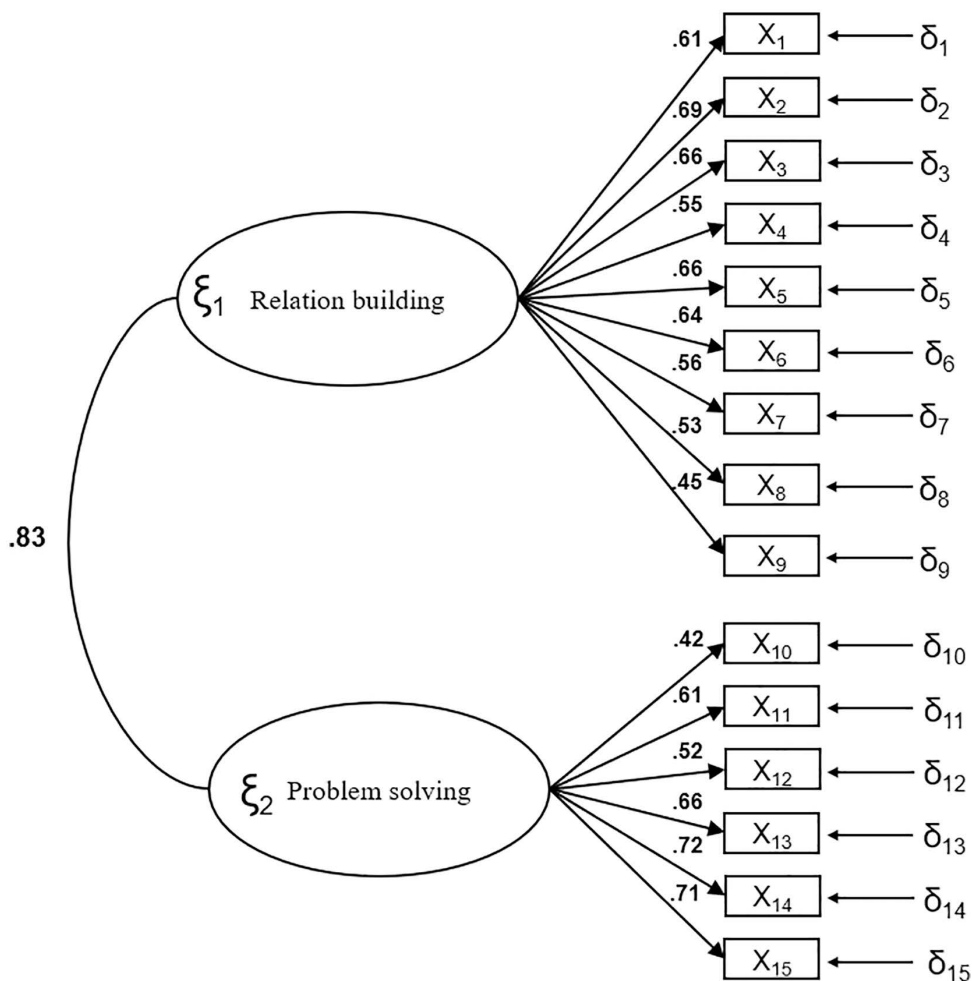 .61 X₁ δ₁
.69 X₂ δ₂
.66 X₃ δ₃
.55 X₄ δ₄
.66 X₅ δ₅
.64 X₆ δ₆
.56 X₇ δ₇
.53 X₈ δ₈
.45 X₉ δ₉
ξ₁ Relation building
.83
.42 X₁₀ δ₁₀
.61 X₁₁ δ₁₁
.52 X₁₂ δ₁₂
.66 X₁₃ δ₁₃
.72 X₁₄ δ₁₄
.71 X₁₅ δ₁₅
ξ₂ Problem solving